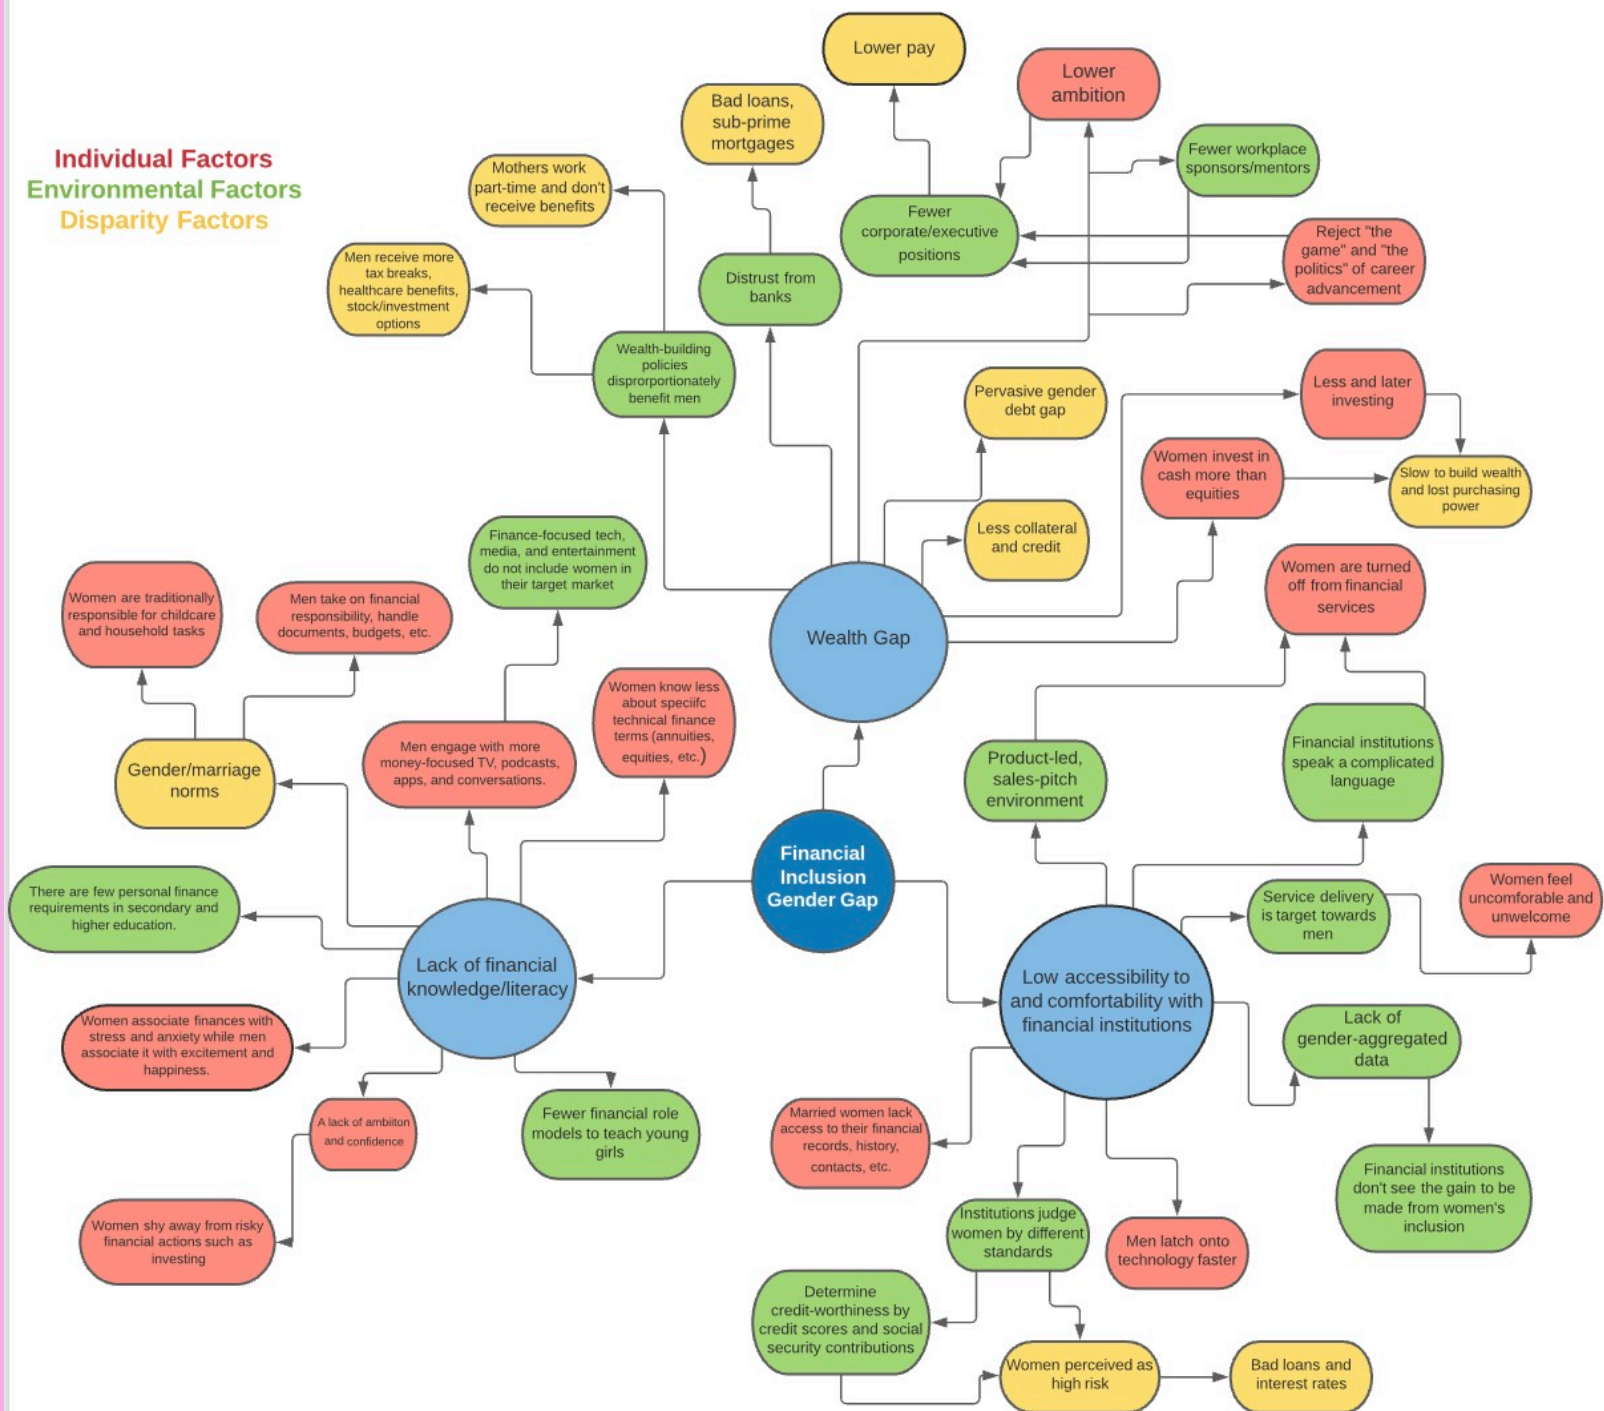 Individual Factors
Environmental Factors
Disparity Factors
Lower pay
Lower
ambition
Bad loans,
sub-prime
mortgages
Fewer workplace
sponsors/mentors
Mothers work
part-time and don't
receive benefits
Fewer
corporate/executive
positions
Reject "the
game" and "the
politics" of career
advancement
Men receive more
tax breaks,
healthcare benefits,
stock/investment
options
Distrust from
banks
Wealth-building
policies
disproportionately
benefit men
Pervasive gender
debt gap
Less and later
investing
Women invest in
cash more than
equities
Slow to build wealth
and lost purchasing
power
Less collateral
and credit
Finance-focused tech,
media, and entertainment
do not include women in
their target market
Women are turned
off from financial
services
Women are traditionally
responsible for childcare
and household tasks
Men take on financial
responsibility, handle
documents, budgets, etc.
Wealth Gap
Women know less
about speciifc
technical finance
terms (annuities,
equities, etc.)
Gender/marriage
norms
Men engage with more
money-focused TV, podcasts,
apps, and conversations.
Product-led,
sales-pitch
environment
Financial institutions
speak a complicated
language
Financial
Inclusion
Gender Gap
There are few personal finance
requirements in secondary and
higher education.
Service delivery
is target towards
men
Women feel
uncomforable and
unwelcome
Lack of financial
knowledge/literacy
Low accessibility to
and comfortability with
financial institutions
Women associate finances with
stress and anxiety while men
associate it with excitement and
happiness.
Lack of
gender-aggregated
data
A lack of ambiiton
and confidence
Fewer financial role
models to teach young
girls
Married women lack
access to their financial
records, history,
contacts, etc.
Financial institutions
don't see the gain to be
made from women's
inclusion
Women shy away from risky
financial actions such as
investing
Institutions judge
women by different
standards
Men latch onto
technology faster
Determine
credit-worthiness by
credit scores and social
security contributions
Women perceived as
high risk
Bad loans and
interest rates